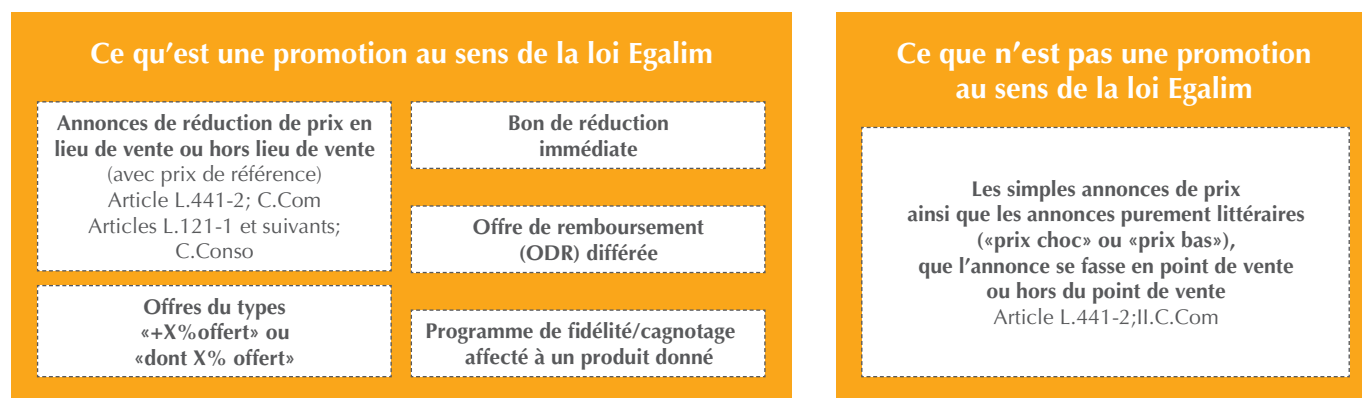 Ce qu'est une promotion au sens de la loi Egalim
Annonces de réduction de prix en
lieu de vente ou hors lieu de vente
(avec prix de référence)
Article L.441-2; C.Com
Articles L.121-1 et suivants;
C.Conso
Offres du types
«+X%offert» ou
«dont X% offert»
Bon de réduction
immédiate
Offre de remboursement
(ODR) différée
Programme de fidélité/cagnotage
affecté à un produit donné
Ce que n'est pas une promotion
au sens de la loi Egalim
Les simples annonces de prix
ainsi que les annonces purement littéraires
(«prix choc» ou «prix bas»),
que l'annonce se fasse en point de vente
ou hors du point de vente
Article L.441-2;II.C.Com